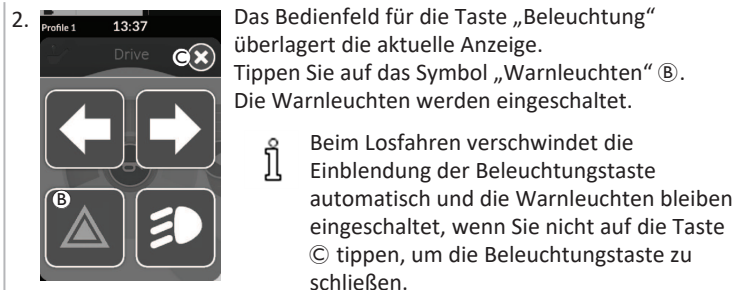 2.
Profile 1 13:37
Drive Ⓒ
Ⓑ
Das Bedienfeld für die Taste „Beleuchtung“
überlagert die aktuelle Anzeige.
Tippen Sie auf das Symbol „Warnleuchten“ Ⓑ.
Die Warnleuchten werden eingeschaltet.
Beim Losfahren verschwindet die
Einblendung der Beleuchtungstaste
automatisch und die Warnleuchten bleiben
eingeschaltet, wenn Sie nicht auf die Taste
Ⓒ tippen, um die Beleuchtungstaste zu
schließen.